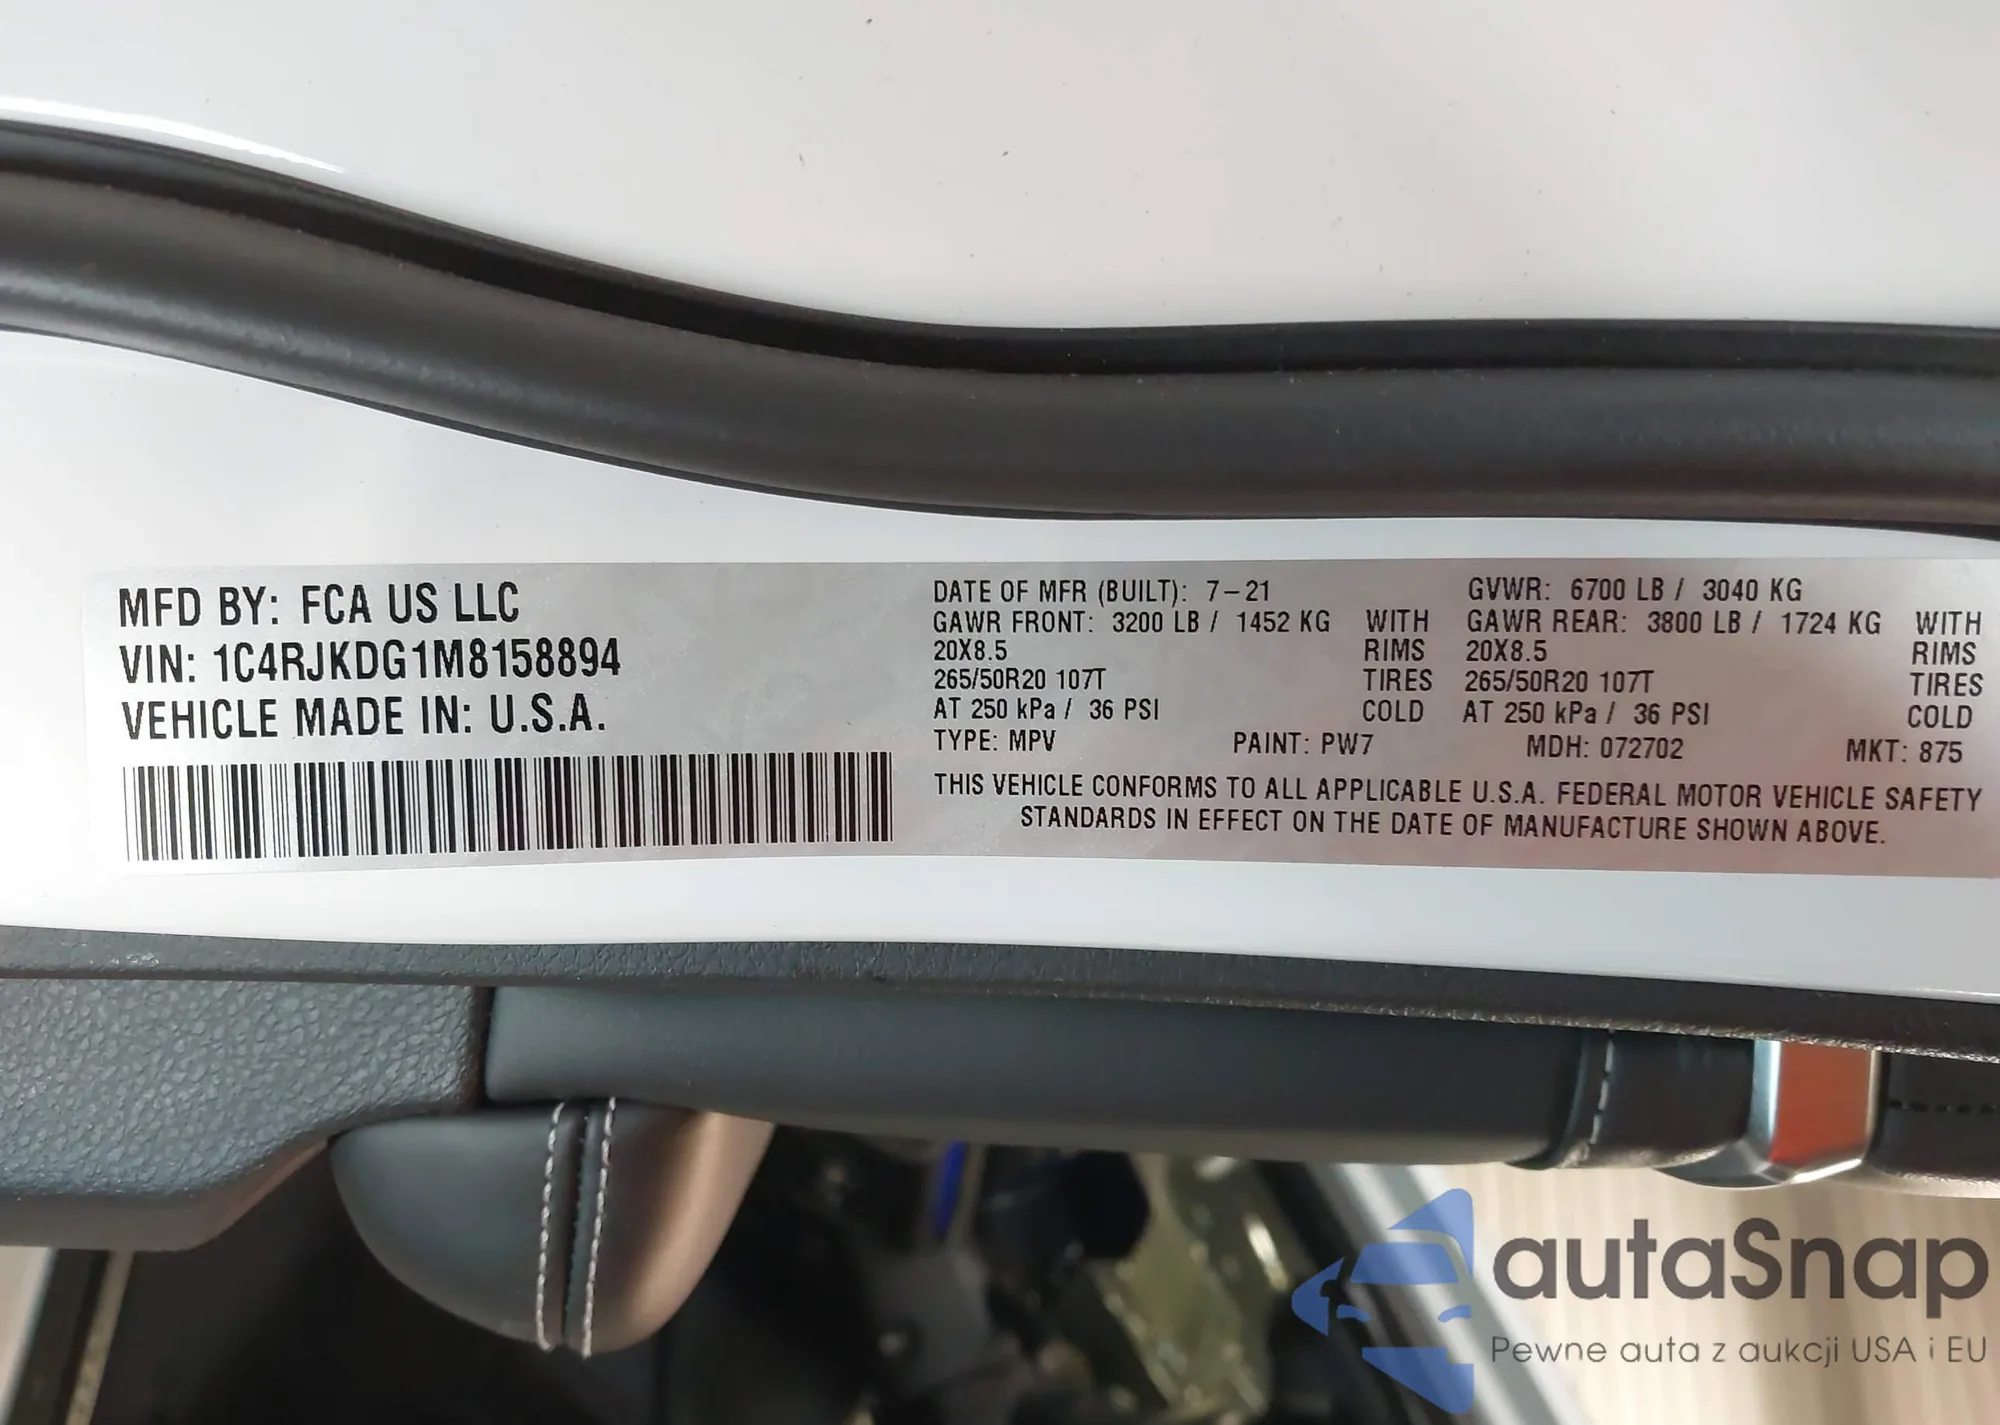 MFD BY: FCA US LLC
VIN: 1C4RJKDG1M8158894
VEHICLE MADE IN: U.S.A.
DATE OF MFR (BUILT): 7-21 GVWR: 6700 LB / 3040 KG
GAWR FRONT: 3200 LB / 1452 KG WITH GAWR REAR: 3800 LB / 1724 KG WITH
20X8.5 RIMS 20X8.5 RIMS
265/50R20 107T TIRES 265/50R20 107T TIRES
AT 250 kPa / 36 PSI COLD AT 250 kPa / 36 PSI COLD
TYPE: MPV PAINT: PW7 MDH: 072702 MKT: 875
THIS VEHICLE CONFORMS TO ALL APPLICABLE U.S.A. FEDERAL MOTOR VEHICLE SAFETY
STANDARDS IN EFFECT ON THE DATE OF MANUFACTURE SHOWN ABOVE.
autaSnap
Pewne auta z aukcji USA i EU